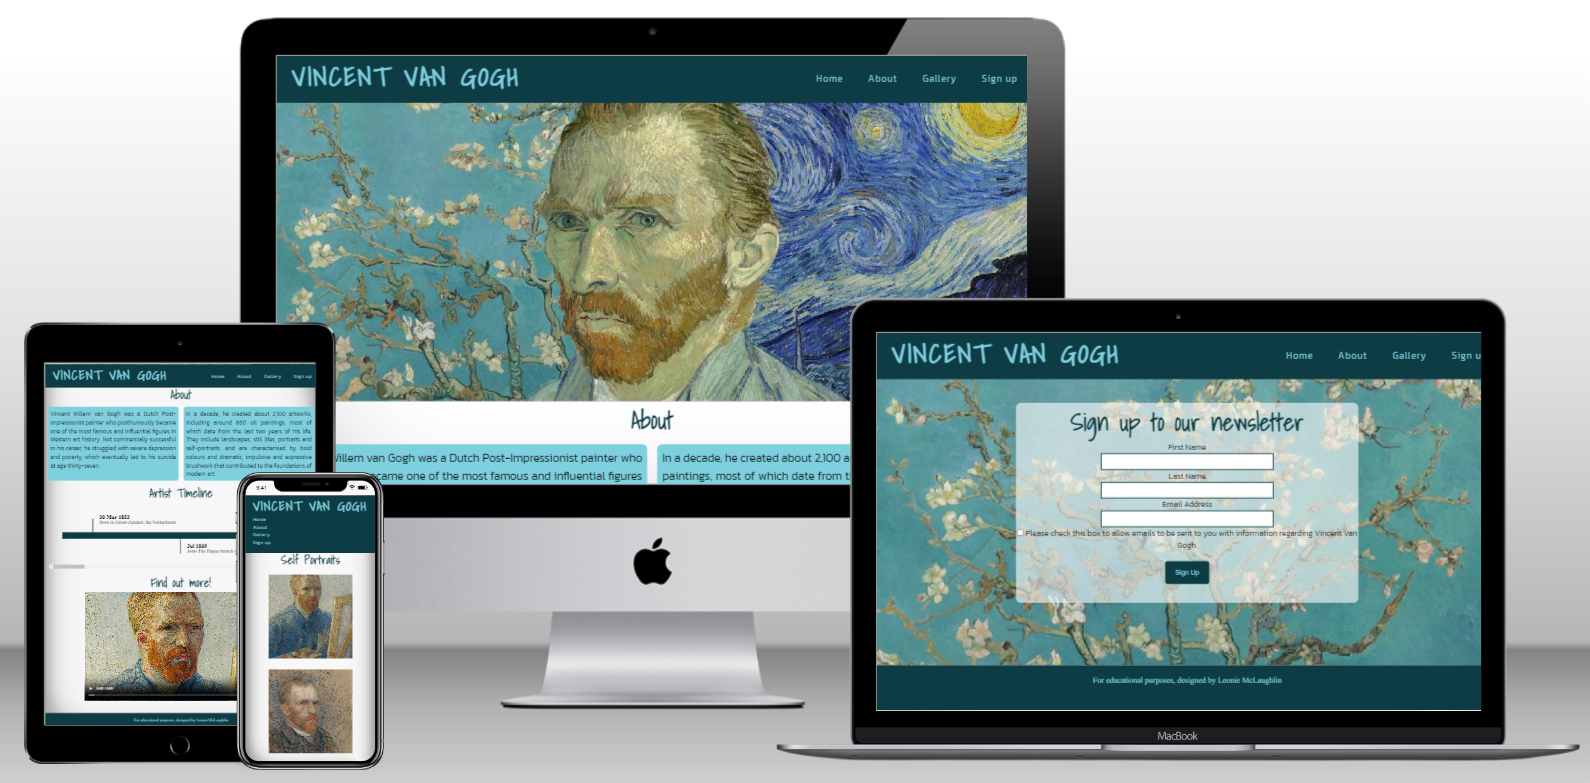 VINCENT VAN GOGH
Home About Gallery Sign up
About
Willem van Gogh was a Dutch Post-Impressionist painter who
came one of the most famous and influential figures
In a decade, he created about 2,100 a
paintings, most of which date from t
VINCENT VAN GOGH
Home About Gallery Sign up
About
Vincent Willem van Gogh was a Dutch Post-
Impressionist painter who posthumously became
one of the most famous and influential figures in
Western art history. Not commercially successful
in his career, he struggled with severe depression
and poverty, which eventually led to his suicide
at age thirty-seven.
In a decade, he created about 2,100 artworks,
including around 860 oil paintings, most of
which date from the last two years of his life.
They include landscapes, still lifes, portraits and
self-portraits, and are characterised by bold
colours and dramatic, impulsive and expressive
brushwork that contributed to the foundations of
modern art.
Artist Timeline
30 Mar 1853
Born in Groot-Zundert, the Netherlands
Jul 1869
Find out more!
0:00 / 0:00
For educational purposes, designed by Leonie McLaughlin
9:41
VINCENT VAN GOGH
Home
About
Gallery
Sign up
Self Portraits
VINCENT VAN GOGH
Home About Gallery Sign u
Sign up to our newsletter
First Name
Last Name
Email Address
Please check this box to allow emails to be sent to you with information regarding Vincent Van
Gogh.
Sign Up
For educational purposes, designed by Leonie McLaughlin
MacBook